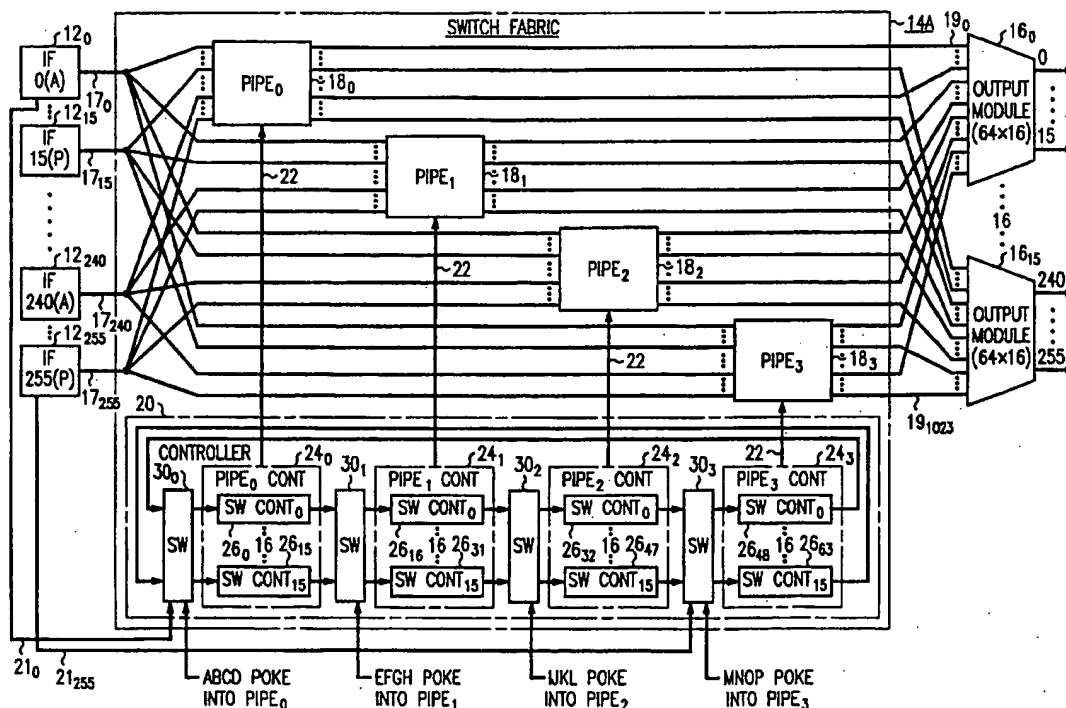 SWITCH FABRIC
14A
12₀
IF
0(A)
17₀
12₁₅
IF
15(P)
17₁₅
12₂₄₀
IF
240(A)
17₂₄₀
12₂₅₅
IF
255(P)
17₂₅₅
PIPE₀
18₀
22
PIPE₁
18₁
22
PIPE₂
18₂
22
PIPE₃
18₃
22
19₀
16₀
0
OUTPUT
MODULE
(64×16)
15
16
16₁₅
240
OUTPUT
MODULE
(64×16)
255
19₁₀₂₃
20
CONTROLLER
30₀
SW
24₀
PIPE₀ CONT
SW CONT₀
26₀
16
26₁₅
SW CONT₁₅
30₁
SW
24₁
PIPE₁ CONT
SW CONT₀
26₁₆
16
26₃₁
SW CONT₁₅
30₂
SW
24₂
PIPE₂ CONT
SW CONT₀
26₃₂
16
26₄₇
SW CONT₁₅
30₃
SW
24₃
PIPE₃ CONT
SW CONT₀
26₄₈
16
26₆₃
SW CONT₁₅
21₀
21₂₅₅
ABCD POKE
INTO PIPE₀
EFGH POKE
INTO PIPE₁
IJKL POKE
INTO PIPE₂
MNOP POKE
INTO PIPE₃